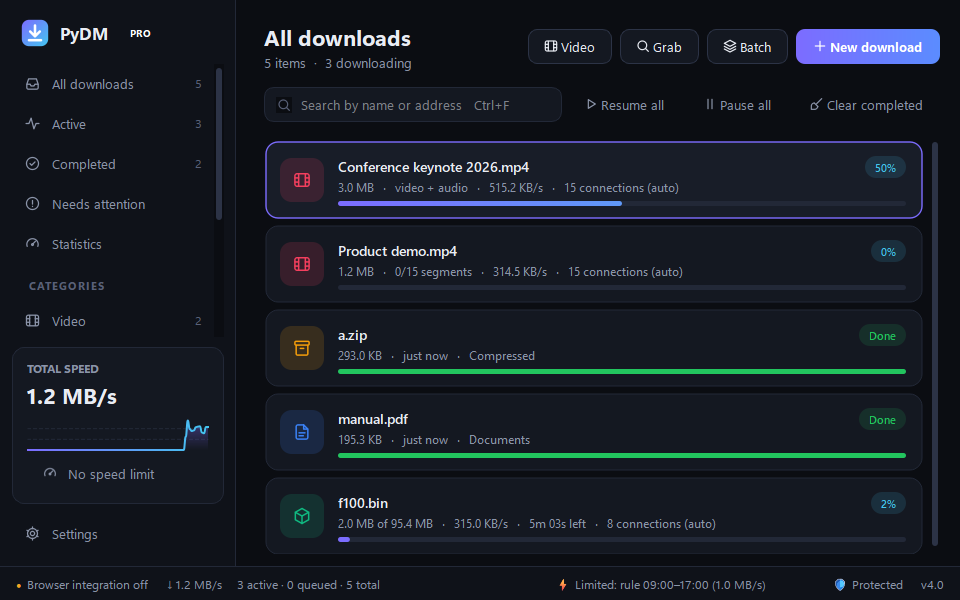 PyDM PRO
All downloads 5
Active 3
Completed 2
Needs attention
Statistics
CATEGORIES
Video 2
TOTAL SPEED
1.2 MB/s
No speed limit
Settings
All downloads
5 items · 3 downloading
Video
Grab
Batch
New download
Search by name or address Ctrl+F
Resume all
Pause all
Clear completed
Conference keynote 2026.mp4 50%
3.0 MB · video + audio · 515.2 KB/s · 15 connections (auto)
Product demo.mp4 0%
1.2 MB · 0/15 segments · 314.5 KB/s · 15 connections (auto)
a.zip Done
293.0 KB · just now · Compressed
manual.pdf Done
195.3 KB · just now · Documents
f100.bin 2%
2.0 MB of 95.4 MB · 315.0 KB/s · 5m 03s left · 8 connections (auto)
• Browser integration off ↓ 1.2 MB/s 3 active · 0 queued · 5 total Limited: rule 09:00–17:00 (1.0 MB/s) Protected v4.0